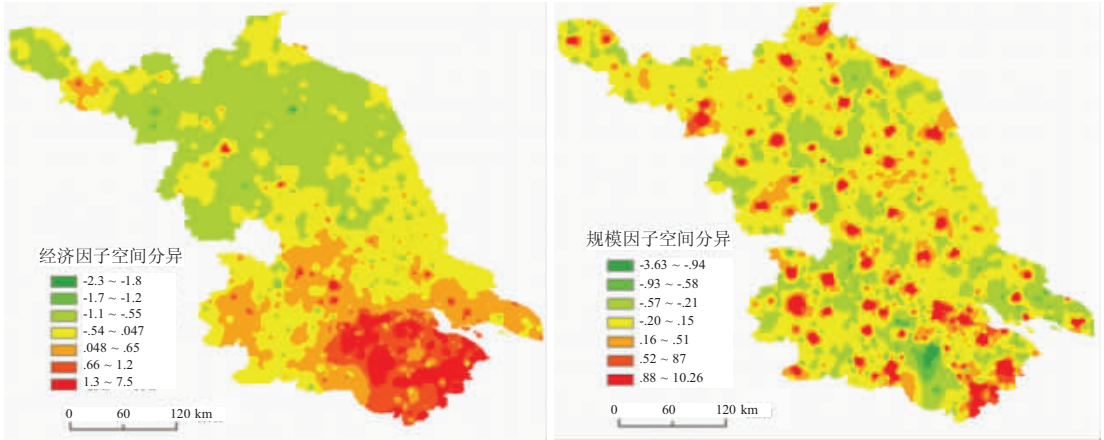 经济因子空间分异
-2.3 ~ -1.8
-1.7 ~ -1.2
-1.1 ~ -.55
-.54 ~ .047
.048 ~ .65
.66 ~ 1.2
1.3 ~ 7.5
0 60 120 km
规模因子空间分异
-3.63 ~ -.94
-.93 ~ -.58
-.57 ~ -.21
-.20 ~ .15
.16 ~ .51
.52 ~ 87
.88 ~ 10.26
0 60 120 km